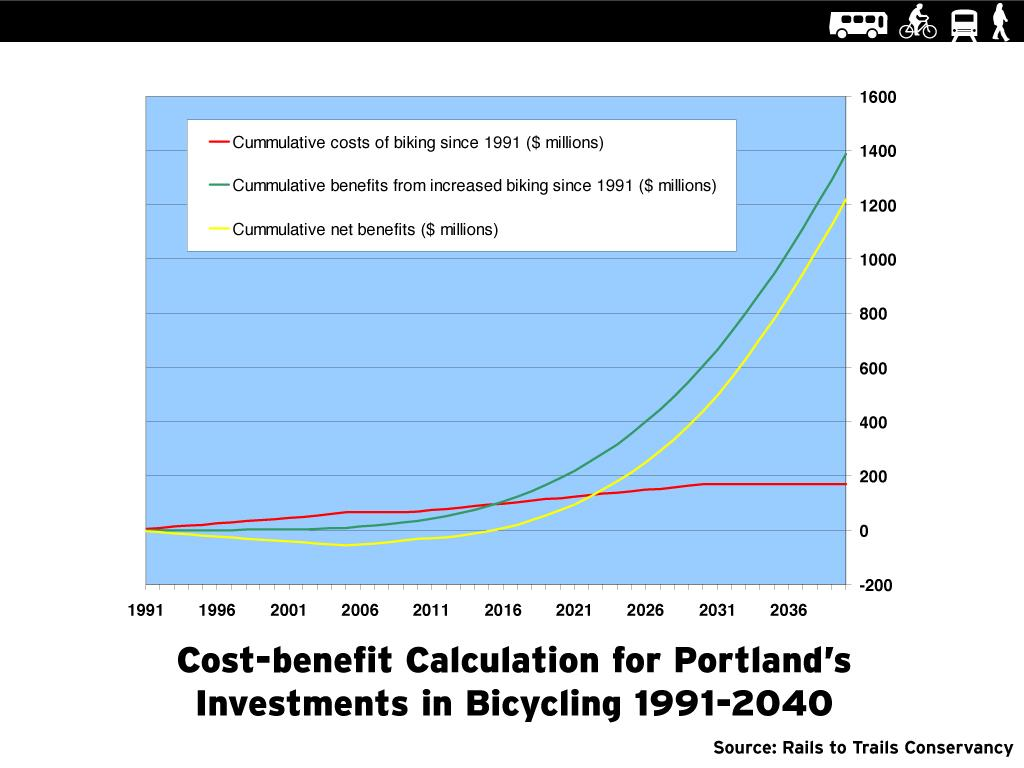 1600
Cummulative costs of biking since 1991 ($ millions)
1400
Cummulative benefits from increased biking since 1991 ($ millions)
1200
Cummulative net benefits ($ millions)
1000
800
600
400
200
0
-200
1991 1996 2001 2006 2011 2016 2021 2026 2031 2036
Cost-benefit Calculation for Portland's
Investments in Bicycling 1991-2040
Source: Rails to Trails Conservancy